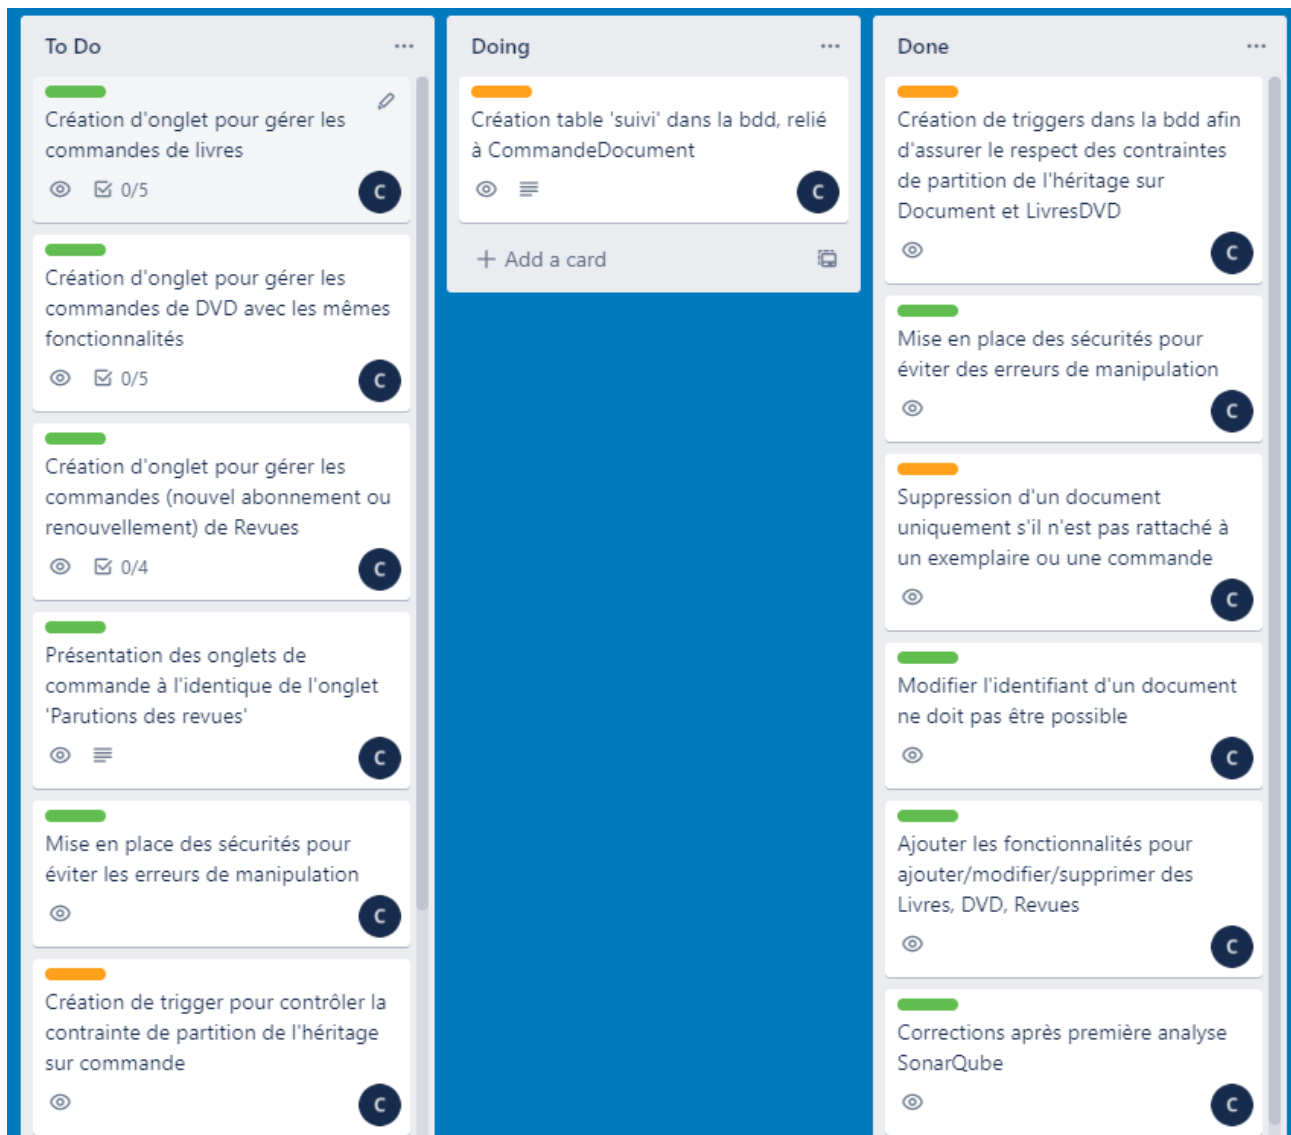 To Do
Création d'onglet pour gérer les
commandes de livres
0/5
C
Création d'onglet pour gérer les
commandes de DVD avec les mêmes
fonctionnalités
0/5
C
Création d'onglet pour gérer les
commandes (nouvel abonnement ou
renouvellement) de Revues
0/4
C
Présentation des onglets de
commande à l'identique de l'onglet
'Parutions des revues'
C
Mise en place des sécurités pour
éviter les erreurs de manipulation
C
Création de trigger pour contrôler la
contrainte de partition de l'héritage
sur commande
C
Doing
Création table 'suivi' dans la bdd, relié
à CommandeDocument
C
+ Add a card
Done
Création de triggers dans la bdd afin
d'assurer le respect des contraintes
de partition de l'héritage sur
Document et LivresDVD
C
Mise en place des sécurités pour
éviter des erreurs de manipulation
C
Suppression d'un document
uniquement s'il n'est pas rattaché à
un exemplaire ou une commande
C
Modifier l'identifiant d'un document
ne doit pas être possible
C
Ajouter les fonctionnalités pour
ajouter/modifier/supprimer des
Livres, DVD, Revues
C
Corrections après première analyse
SonarQube
C